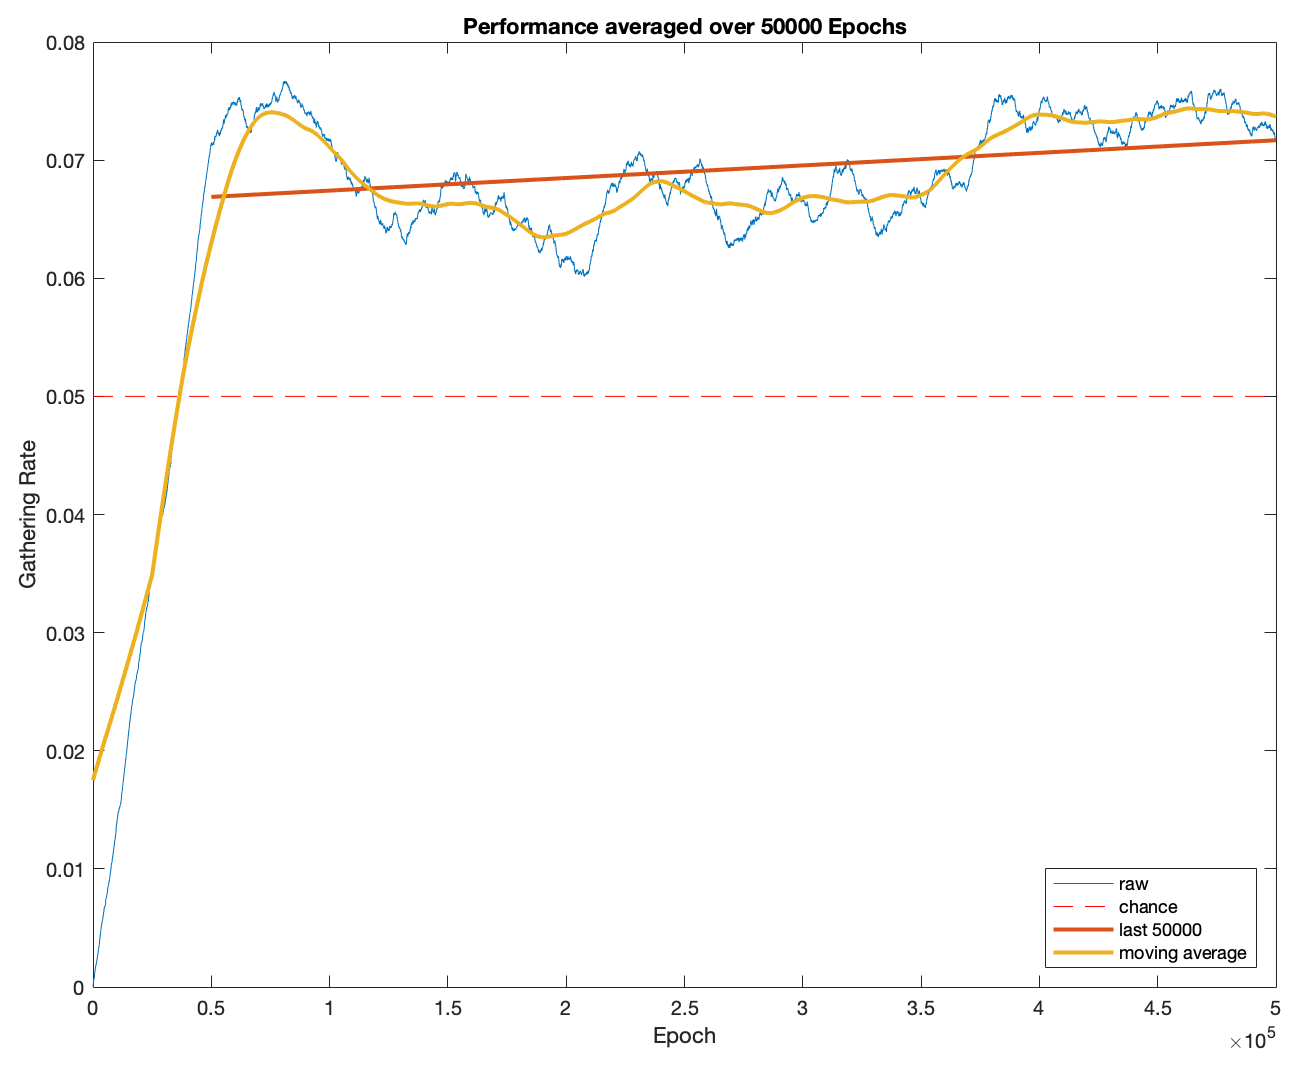 Performance averaged over 50000 Epochs
0.08
0.07
0.06
0.05
0.04
0.03
0.02
0.01
0
Gathering Rate
raw
chance
last 50000
moving average
0 0.5 1 1.5 2 2.5 3 3.5 4 4.5 5
Epoch
×10⁵